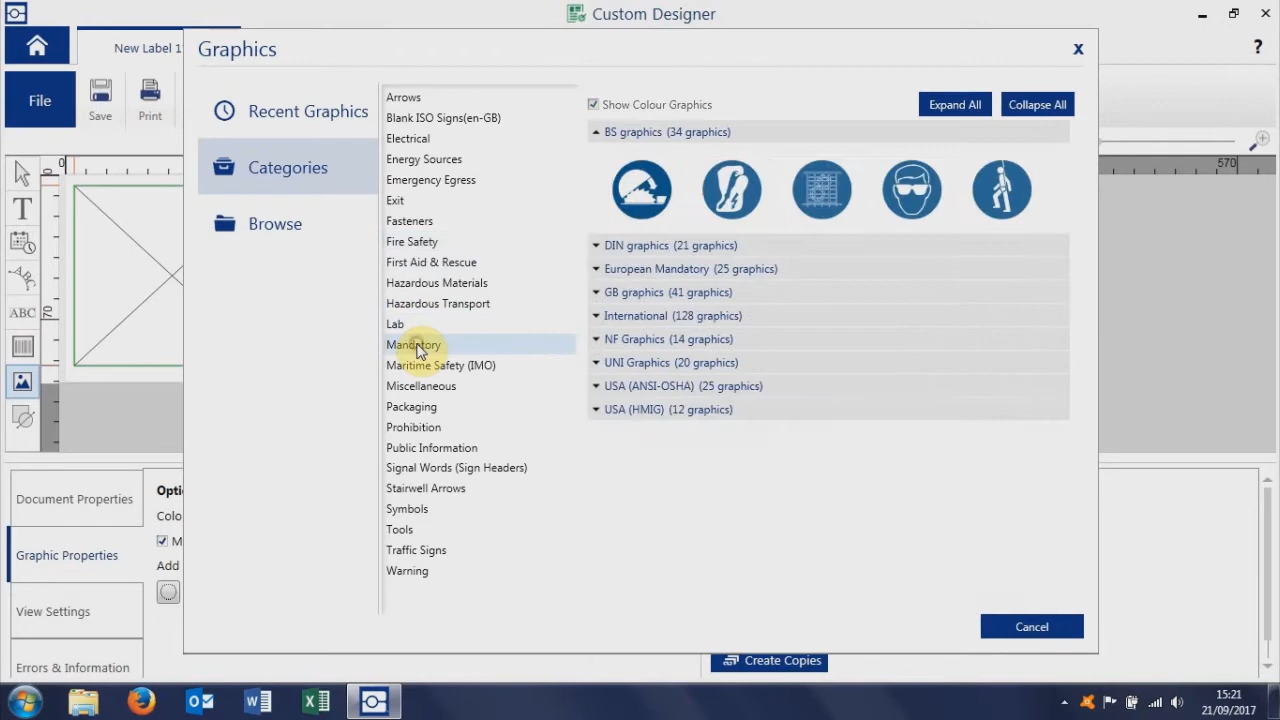 Custom Designer
New Label 1
?
File
Save
Print
0
570
70
ABC
Graphics
x
Recent Graphics
Categories
Browse
Arrows
Blank ISO Signs(en-GB)
Electrical
Energy Sources
Emergency Egress
Exit
Fasteners
Fire Safety
First Aid & Rescue
Hazardous Materials
Hazardous Transport
Lab
Mandatory
Maritime Safety (IMO)
Miscellaneous
Packaging
Prohibition
Public Information
Signal Words (Sign Headers)
Stairwell Arrows
Symbols
Tools
Traffic Signs
Warning
Show Colour Graphics
Expand All
Collapse All
BS graphics (34 graphics)
DIN graphics (21 graphics)
European Mandatory (25 graphics)
GB graphics (41 graphics)
International (128 graphics)
NF Graphics (14 graphics)
UNI Graphics (20 graphics)
USA (ANSI-OSHA) (25 graphics)
USA (HMIG) (12 graphics)
Cancel
Document Properties
Graphic Properties
View Settings
Errors & Information
Optio
Colo
M
Add
Create Copies
15:21
21/09/2017